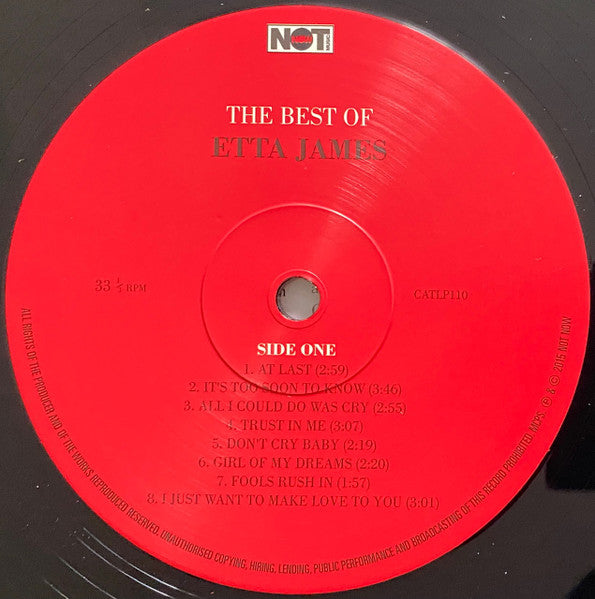 NOT
NOW
MUSIC
THE BEST OF
ETTA JAMES
33 ⅓ RPM
CATLP110
SIDE ONE
1. AT LAST (2:59)
2. IT'S TOO SOON TO KNOW (3:46)
3. ALL I COULD DO WAS CRY (2:55)
4. TRUST IN ME (3:07)
5. DON'T CRY BABY (2:19)
6. GIRL OF MY DREAMS (2:20)
7. FOOLS RUSH IN (1:57)
8. I JUST WANT TO MAKE LOVE TO YOU (3:01)
ALL RIGHTS OF THE PRODUCER AND OF THE WORKS REPRODUCED RESERVED. UNAUTHORISED COPYING, HIRING, LENDING, PUBLIC PERFORMANCE AND BROADCASTING OF THIS RECORD PROHIBITED. MCPS. ℗ & © 2015 NOT NOW